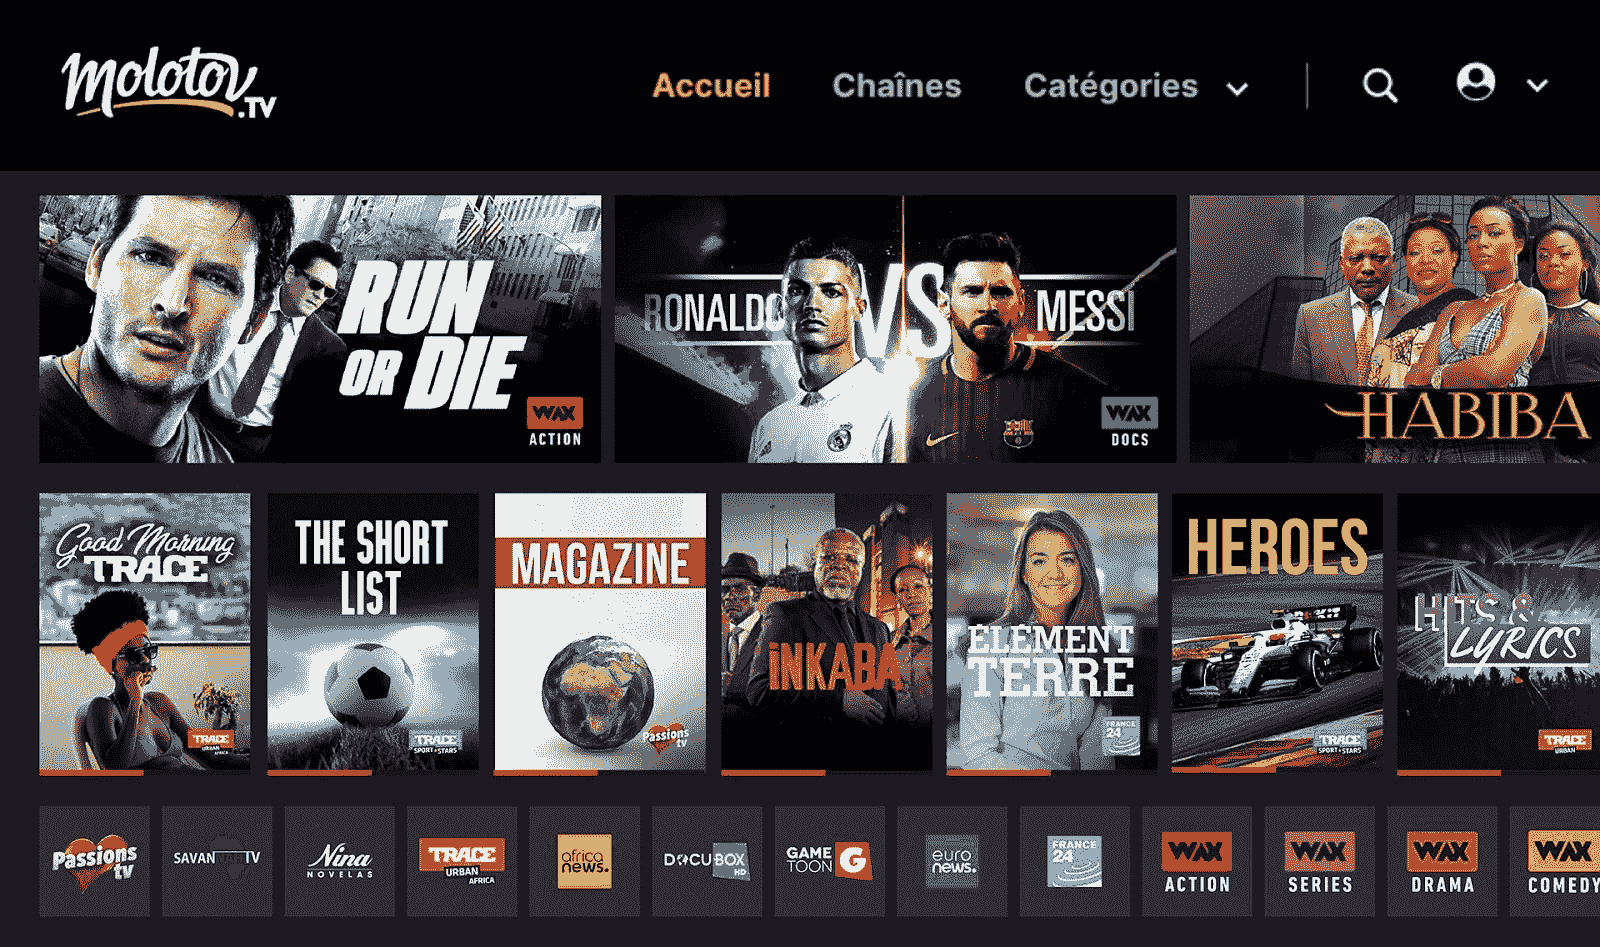 Molotov.TV
Accueil
Chaînes
Catégories
RUN
OR DIE
WAX
ACTION
RONALDO VS MESSI
WAX
DOCS
HABIBA
Good Morning
TRACE
TRACE
URBAN
AFRICA
THE SHORT
LIST
TRACE
SPORT STARS
MAGAZINE
Passions
tv
iNKABA
ÉLÉMENT
TERRE
FRANCE
24
HEROES
TRACE
SPORT STARS
HITS &
LYRICS
TRACE
URBAN
Passions
tv
SAVANNAH TV
Nina
NOVELAS
TRACE
URBAN
AFRICA
africa
news.
DOCUBOX
HD
GAME
TOON G
euro
news.
FRANCE
24
WAX
ACTION
WAX
SERIES
WAX
DRAMA
WAX
COMEDY